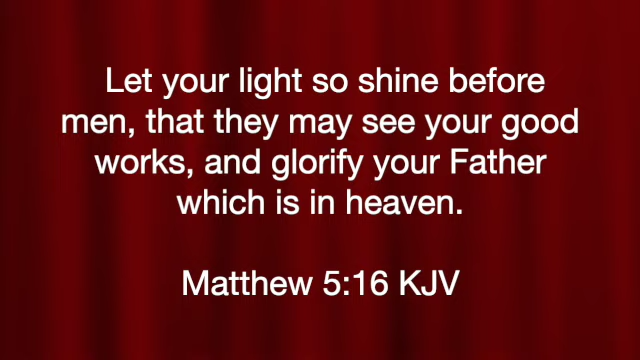 Let your light so shine before
men, that they may see your good
works, and glorify your Father
which is in heaven.
Matthew 5:16 KJV